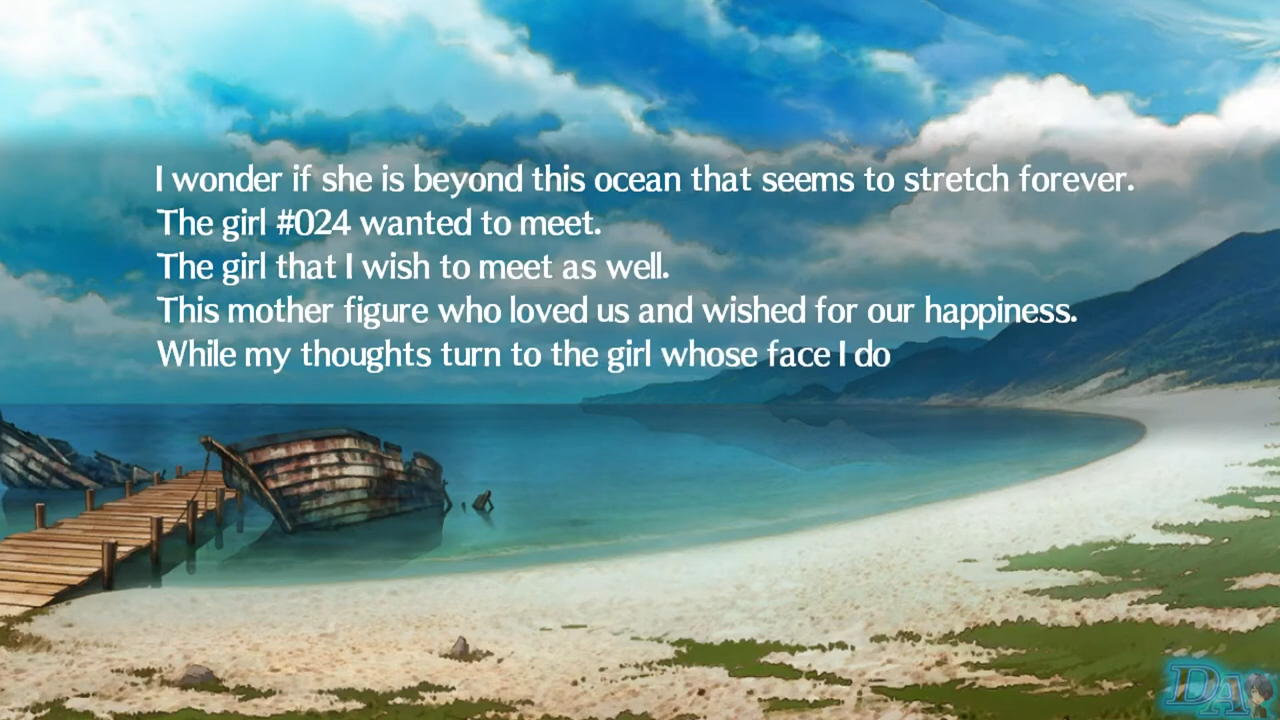 I wonder if she is beyond this ocean that seems to stretch forever.
The girl #024 wanted to meet.
The girl that I wish to meet as well.
This mother figure who loved us and wished for our happiness.
While my thoughts turn to the girl whose face I do
DA